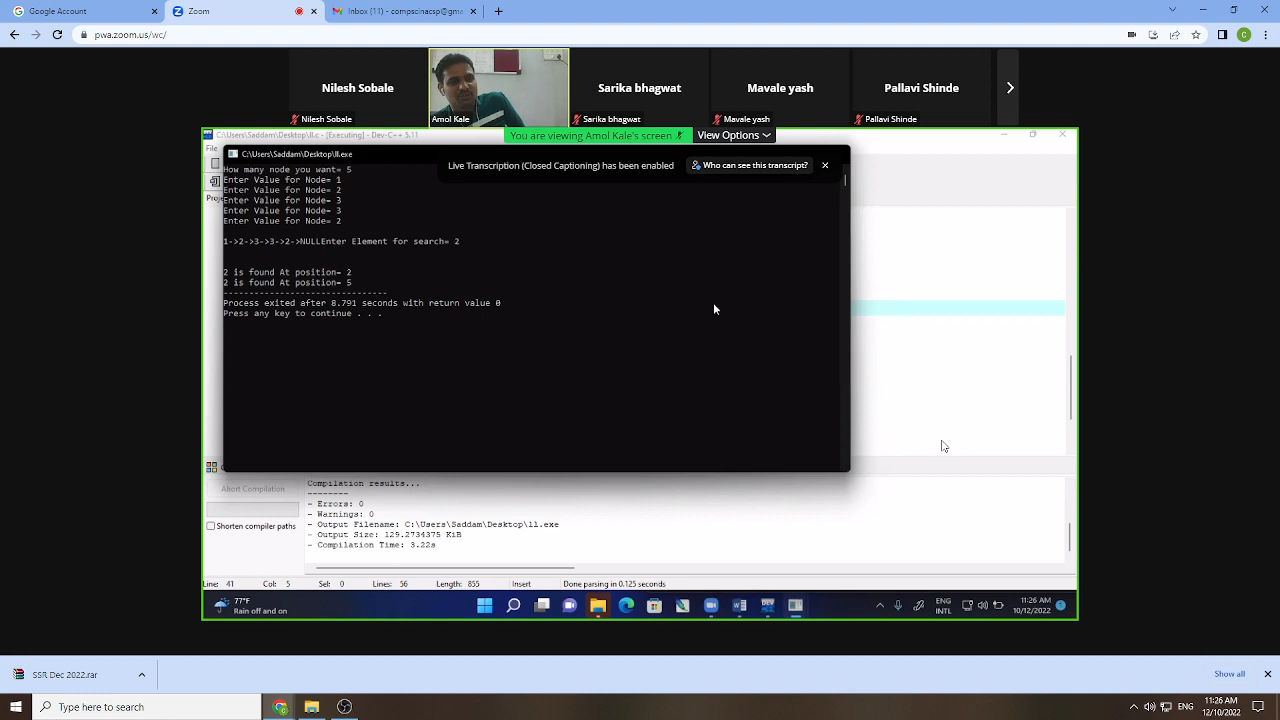 Google Account
Zoom
Inbox (11) - compscinacsp@gm
pwa.zoom.us/wc/
Nilesh Sobale
Sarika bhagwat
Mavale yash
Pallavi Shinde
Nilesh Sobale
Amol Kale
Sarika bhagwat
Mavale yash
Pallavi Shinde
C:\Users\Saddam\Desktop\ll.c - [Executing] - Dev-C++ 5.11
You are viewing Amol Kale's screen
View Options
File
C:\Users\Saddam\Desktop\ll.exe
Live Transcription (Closed Captioning) has been enabled
Who can see this transcript?
Proje
How many node you want= 5
Enter Value for Node= 1
Enter Value for Node= 2
Enter Value for Node= 3
Enter Value for Node= 3
Enter Value for Node= 2
1->2->3->3->2->NULLEnter Element for search= 2
2 is found At position= 2
2 is found At position= 5
--------------------------------
Process exited after 8.791 seconds with return value 0
Press any key to continue . . .
Abort Compilation
Shorten compiler paths
Compilation results...
--------
- Errors: 0
- Warnings: 0
- Output Filename: C:\Users\Saddam\Desktop\ll.exe
- Output Size: 129.2734375 KiB
- Compilation Time: 3.22s
Line: 41 Col: 5 Sel: 0 Lines: 56 Length: 855 Insert Done parsing in 0.125 seconds
77°F
Rain off and on
ENG
INTL
11:26 AM
10/12/2022
SSR Dec 2022.rar
Show all
Type here to search
ENG
11:26 AM
12/10/2022